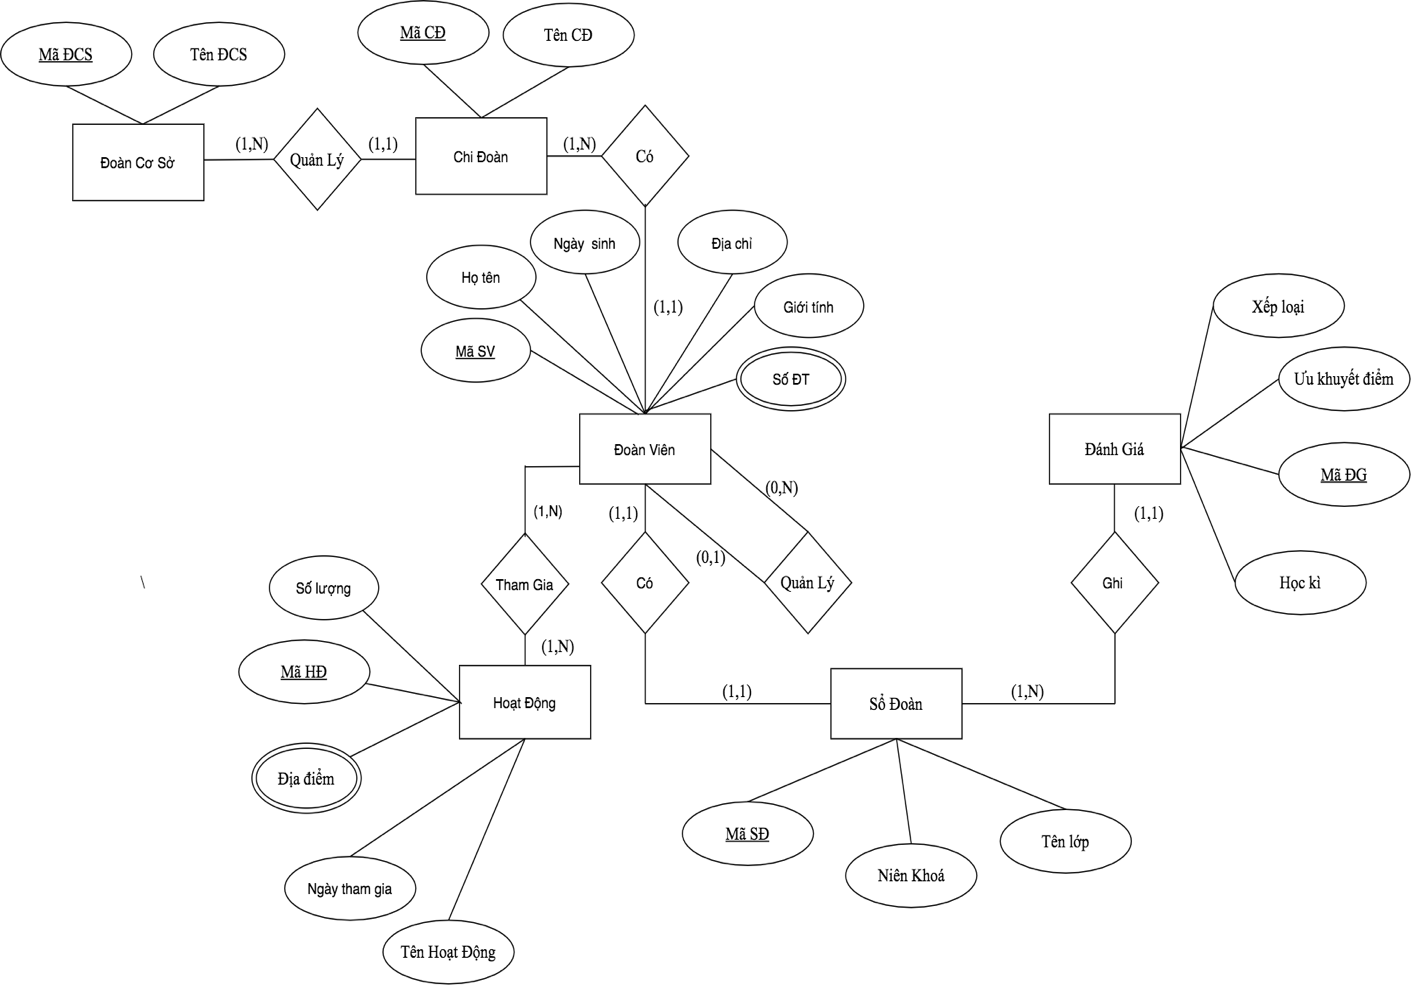 Mã ĐCS
Tên ĐCS
Mã CĐ
Tên CĐ
Đoàn Cơ Sở
(1,N)
Quản Lý
(1,1)
Chi Đoàn
(1,N)
Có
Ngày sinh
Địa chỉ
Họ tên
(1,1)
Giới tính
Mã SV
Số ĐT
Xếp loại
Ưu khuyết điểm
Đoàn Viên
Đánh Giá
Mã ĐG
(1,N)
(1,1)
(0,N)
(1,1)
(0,1)
Tham Gia
Có
Quản Lý
Ghi
Học kì
Số lượng
(1,N)
Mã HĐ
Hoạt Động
(1,1)
Sổ Đoàn
(1,N)
Địa điểm
Mã SĐ
Niên Khoá
Tên lớp
Ngày tham gia
Tên Hoạt Động
\